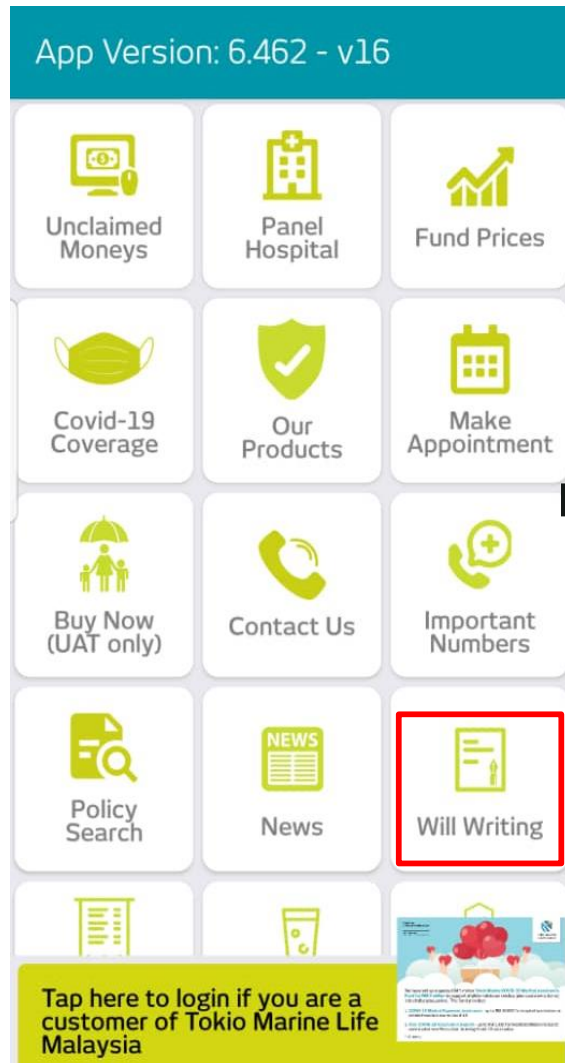 App Version: 6.462 - v16
Unclaimed
Moneys
Panel
Hospital
Fund Prices
Covid-19
Coverage
Our
Products
Make
Appointment
Buy Now
(UAT only)
Contact Us
Important
Numbers
Policy
Search
NEWS
News
Will Writing
Tap here to login if you are a
customer of Tokio Marine Life
Malaysia